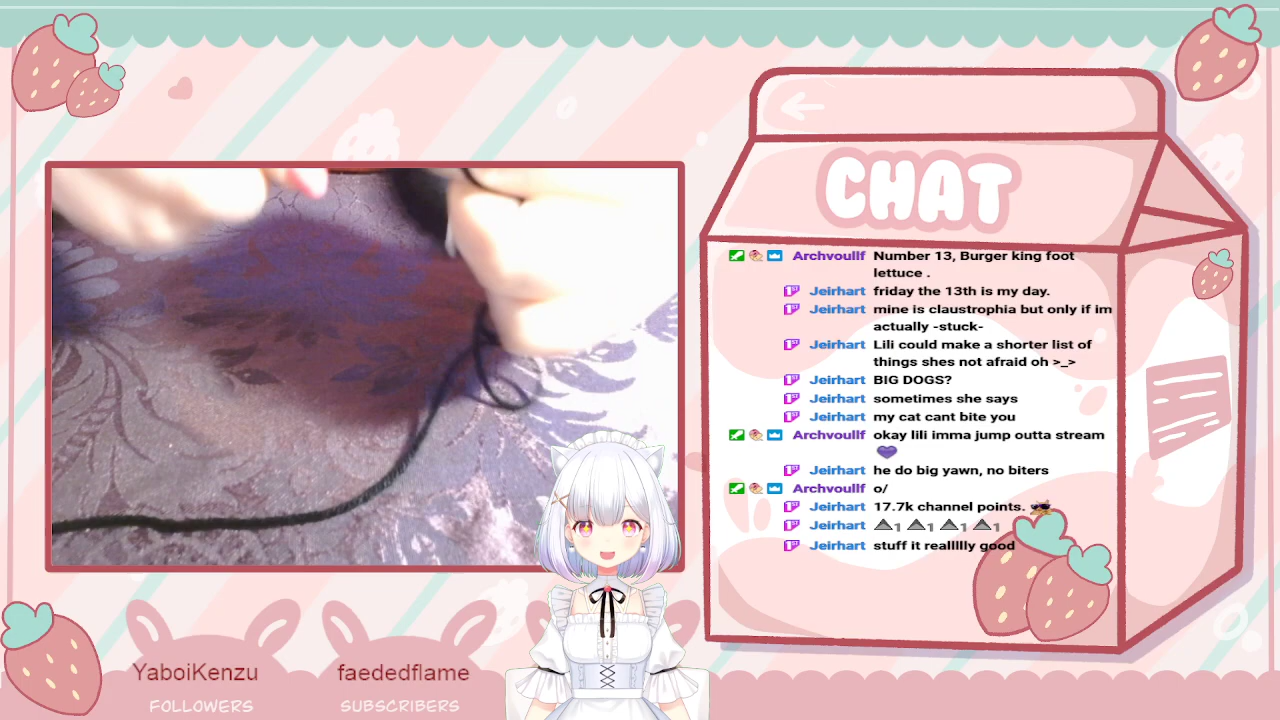 CHAT
Archvoullf Number 13, Burger king foot
lettuce .
Jeirhart friday the 13th is my day.
Jeirhart mine is claustrophia but only if im
actually -stuck-
Jeirhart Lili could make a shorter list of
things shes not afraid oh >_>
Jeirhart BIG DOGS?
Jeirhart sometimes she says
Jeirhart my cat cant bite you
Archvoullf okay lili imma jump outta stream
💜
Jeirhart he do big yawn, no biters
Archvoullf o/
Jeirhart 17.7k channel points.
Jeirhart 1 1 1 1
Jeirhart stuff it reallllly good
YaboiKenzu
FOLLOWERS
faededflame
SUBSCRIBERS